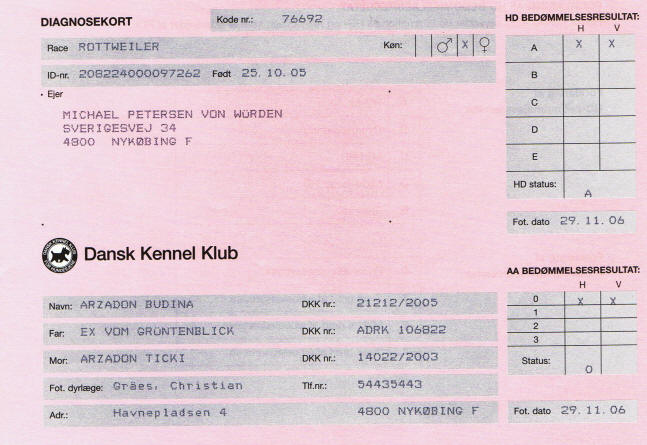 DIAGNOSEKORT
Kode nr.: 76692
Race ROTTWEILER Køn: ♂ X ♀
ID-nr. 208224000097262 Født 25.10.05
Ejer
MICHAEL PETERSEN VON WÜRDEN
SVERIGESVEJ 34
4800 NYKØBING F
HD BEDØMMELSESRESULTAT:
H V
A X X
B
C
D
E
HD status: A
Fot. dato 29.11.06
Dansk Kennel Klub
Navn: ARZADON BUDINA DKK nr.: 21212/2005
Far: EX VOM GRÜNTENBLICK DKK nr.: ADRK 106822
Mor: ARZADON TICKI DKK nr.: 14022/2003
Fot. dyrlæge: Gräes, Christian Tlf.nr.: 54435443
Adr.: Havnepladsen 4 4800 NYKØBING F
AA BEDØMMELSESRESULTAT:
H V
0 X X
1
2
3
Status: 0
Fot. dato 29.11.06